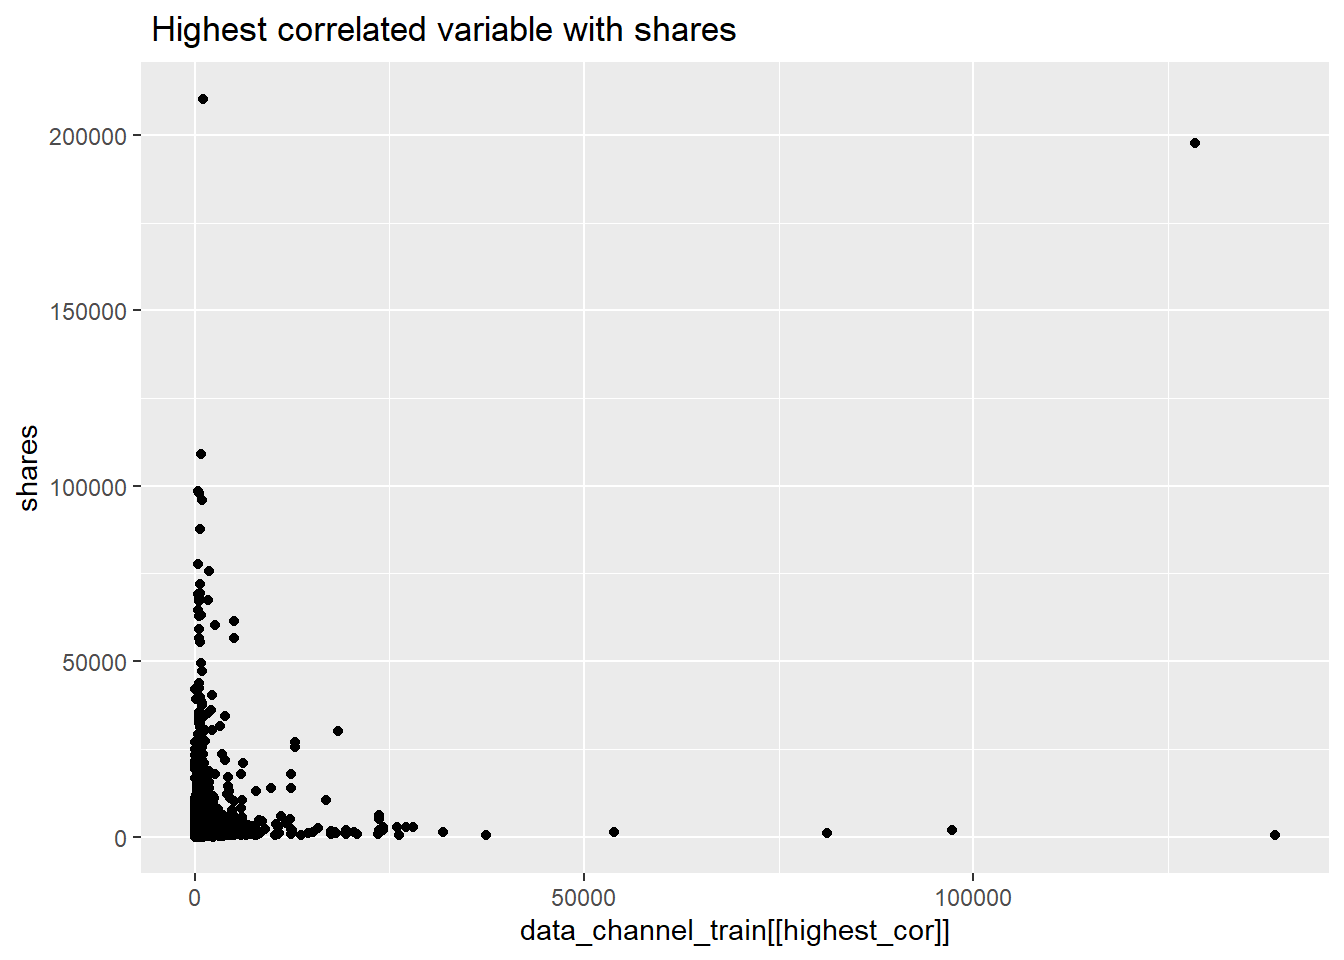 Highest correlated variable with shares
200000
150000
100000
50000
0
shares
0 50000 100000
data_channel_train[[highest_cor]]